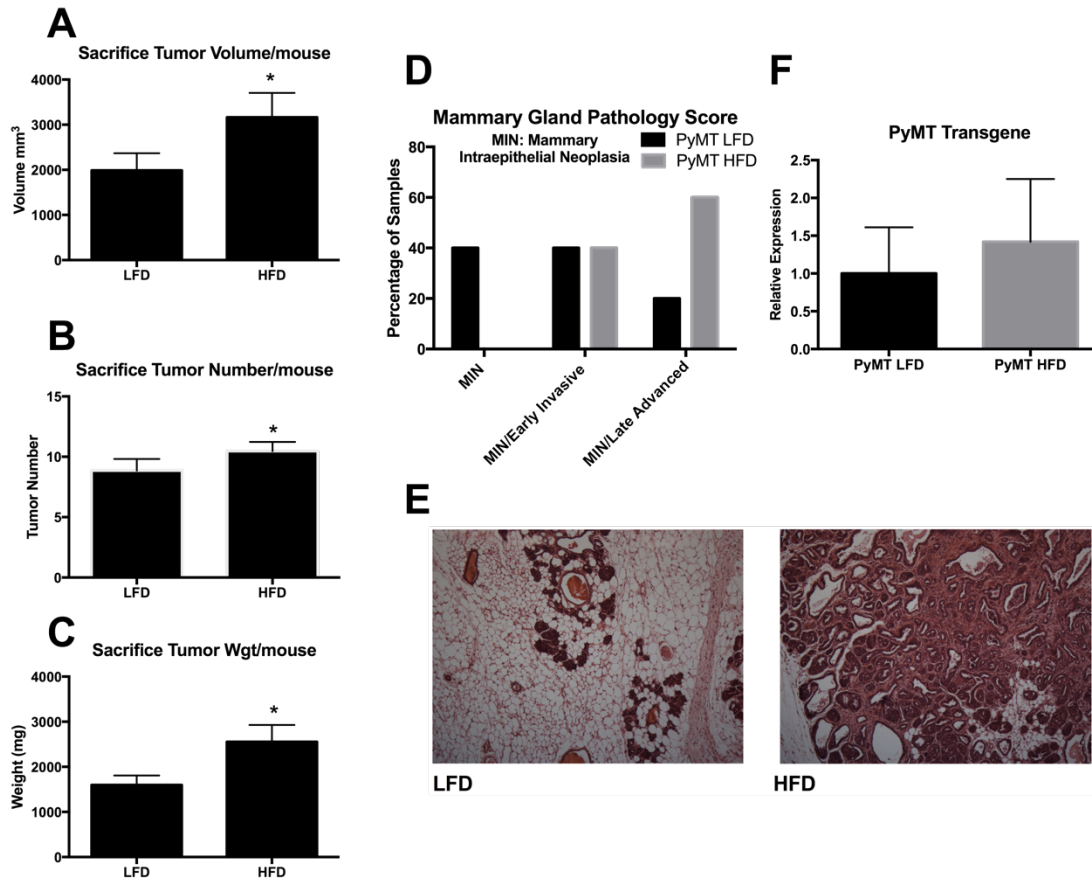 A
Sacrifice Tumor Volume/mouse
Volume mm³
4000
3000
2000
1000
0
*
LFD
HFD
B
Sacrifice Tumor Number/mouse
Tumor Number
15
10
5
0
*
LFD
HFD
C
Sacrifice Tumor Wgt/mouse
Weight (mg)
4000
3000
2000
1000
0
*
LFD
HFD
D
Mammary Gland Pathology Score
MIN: Mammary
Intraepithelial Neoplasia
PyMT LFD
PyMT HFD
Percentage of Samples
80
60
40
20
0
MIN
MIN/Early Invasive
MIN/Late Advanced
F
PyMT Transgene
Relative Expression
2.5
2.0
1.5
1.0
0.5
0.0
PyMT LFD
PyMT HFD
E
LFD
HFD